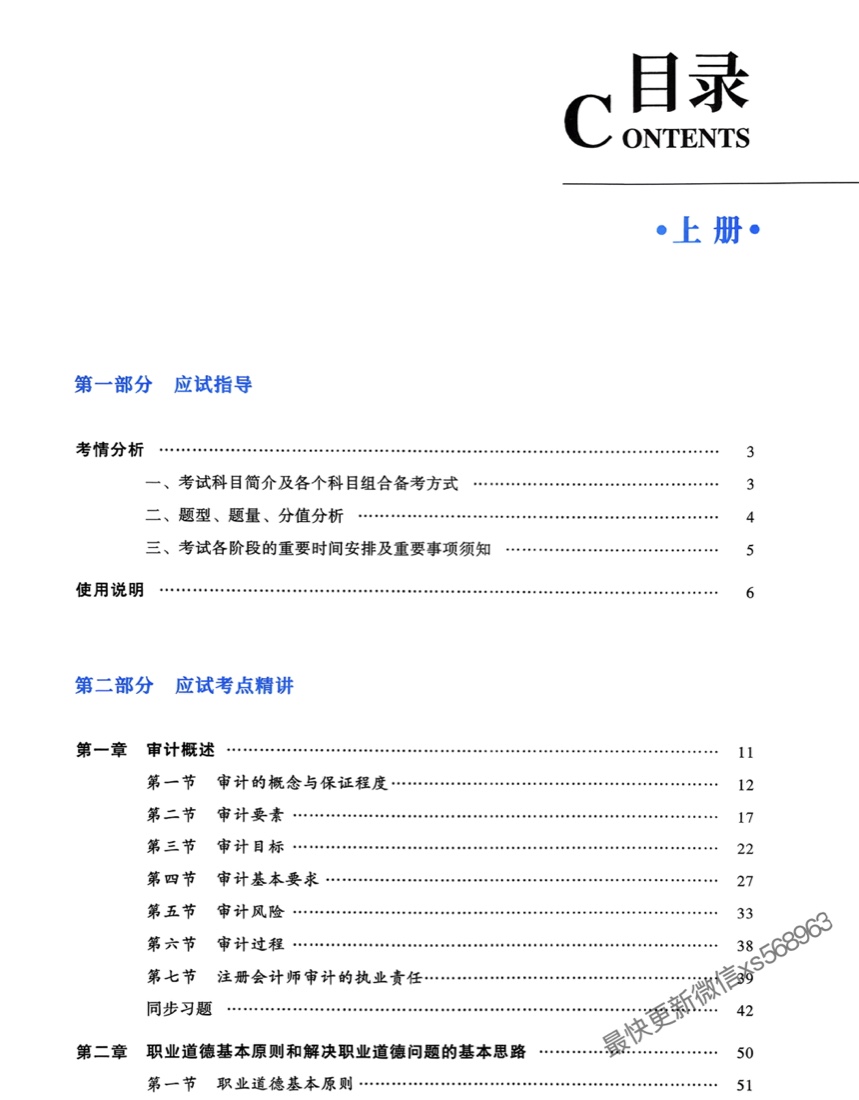 目录
CONTENTS
·上 册·
第一部分 应试指导
考情分析 …… 3
一、考试科目简介及各个科目组合备考方式 …… 3
二、题型、题量、分值分析 …… 4
三、考试各阶段的重要时间安排及重要事项须知 …… 5
使用说明 …… 6
第二部分 应试考点精讲
第一章 审计概述 …… 11
第一节 审计的概念与保证程度 …… 12
第二节 审计要素 …… 17
第三节 审计目标 …… 22
第四节 审计基本要求 …… 27
第五节 审计风险 …… 33
第六节 审计过程 …… 38
第七节 注册会计师审计的执业责任 …… 39
同步习题 …… 42
第二章 职业道德基本原则和解决职业道德问题的基本思路 …… 50
第一节 职业道德基本原则 …… 51
最快更新微信xs568963